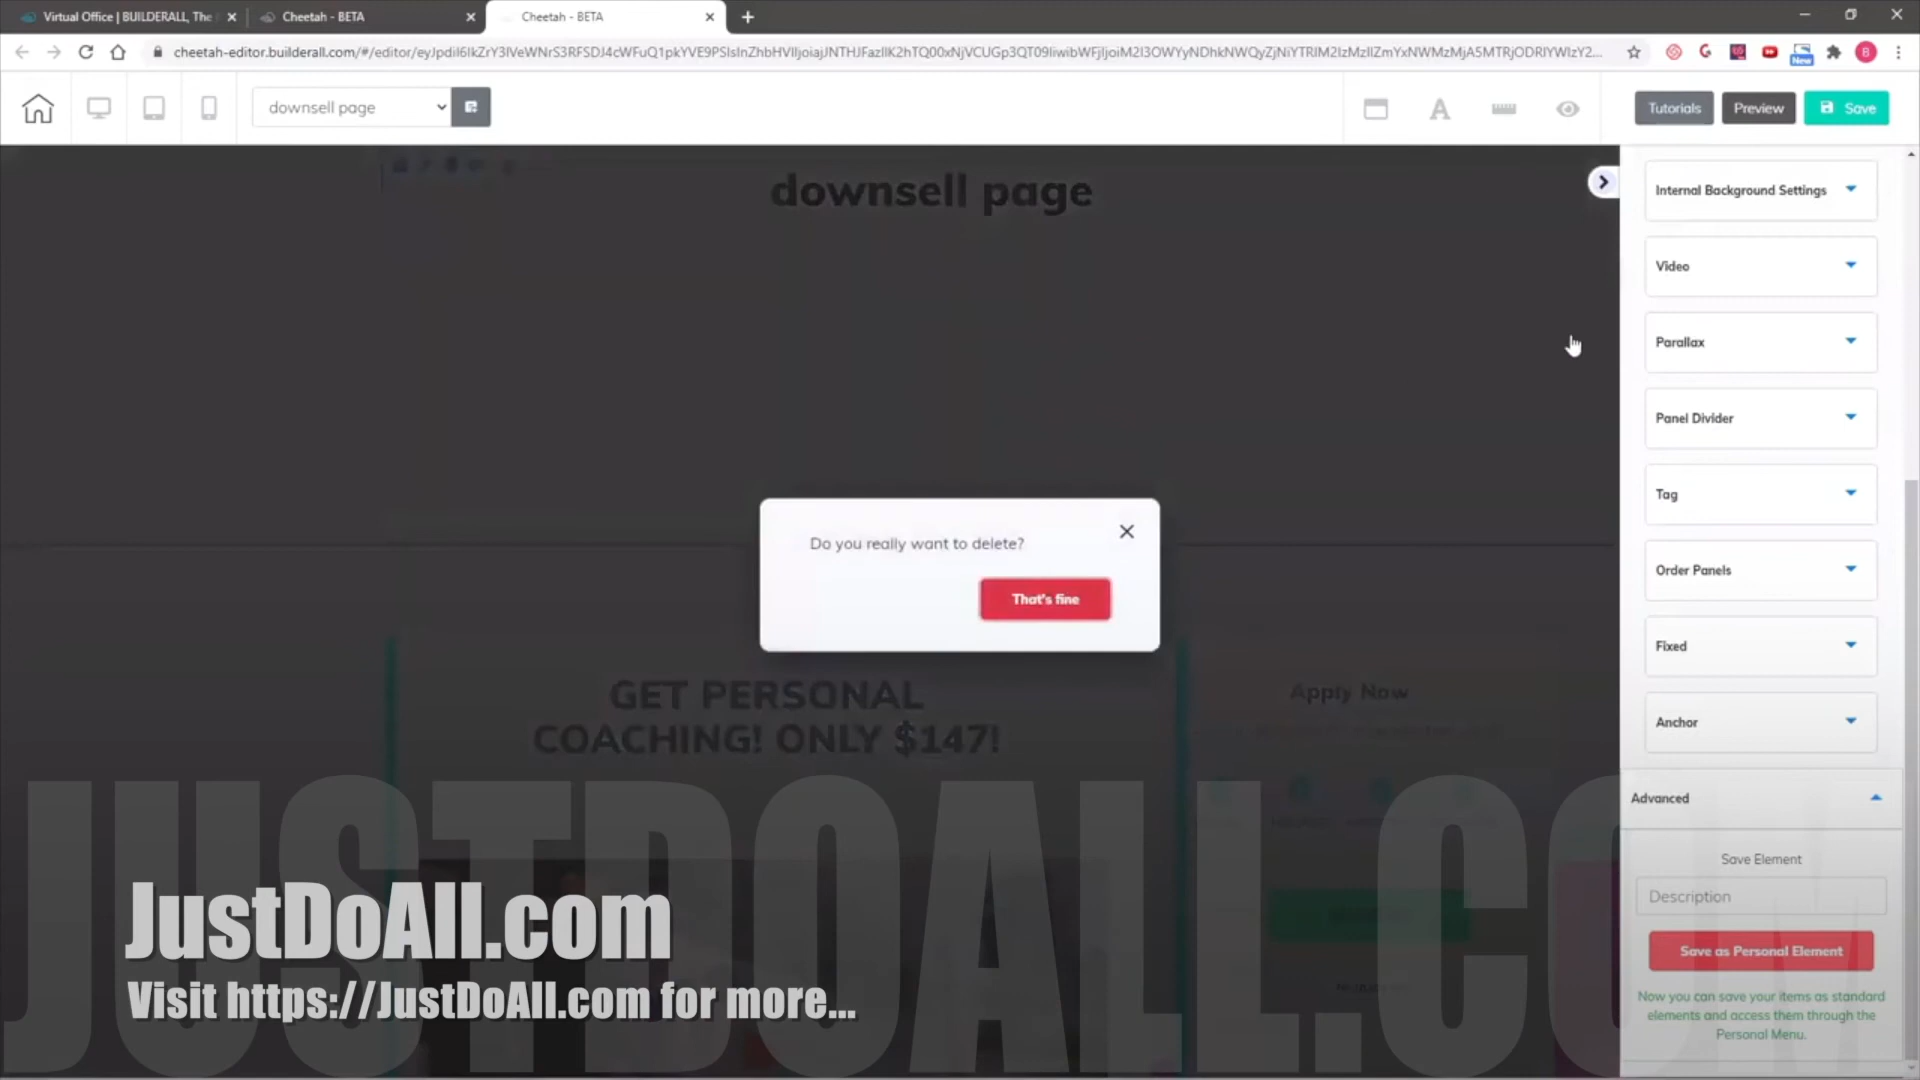 Virtual Office | BUILDERALL, The
Cheetah - BETA
Cheetah - BETA
downsell page
Tutorials
Preview
Save
downsell page
Internal Background Settings
Video
Parallax
Panel Divider
Tag
Order Panels
Fixed
Anchor
Do you really want to delete?
That's fine
GET PERSONAL
COACHING! ONLY $147!
Apply Now
Advanced
Save Element
Description
Save as Personal Element
Now you can save your items as standard
elements and access them through the
Personal Menu.
JUSTDOALL.COM
JustDoAll.com
Visit https://JustDoAll.com for more...
New